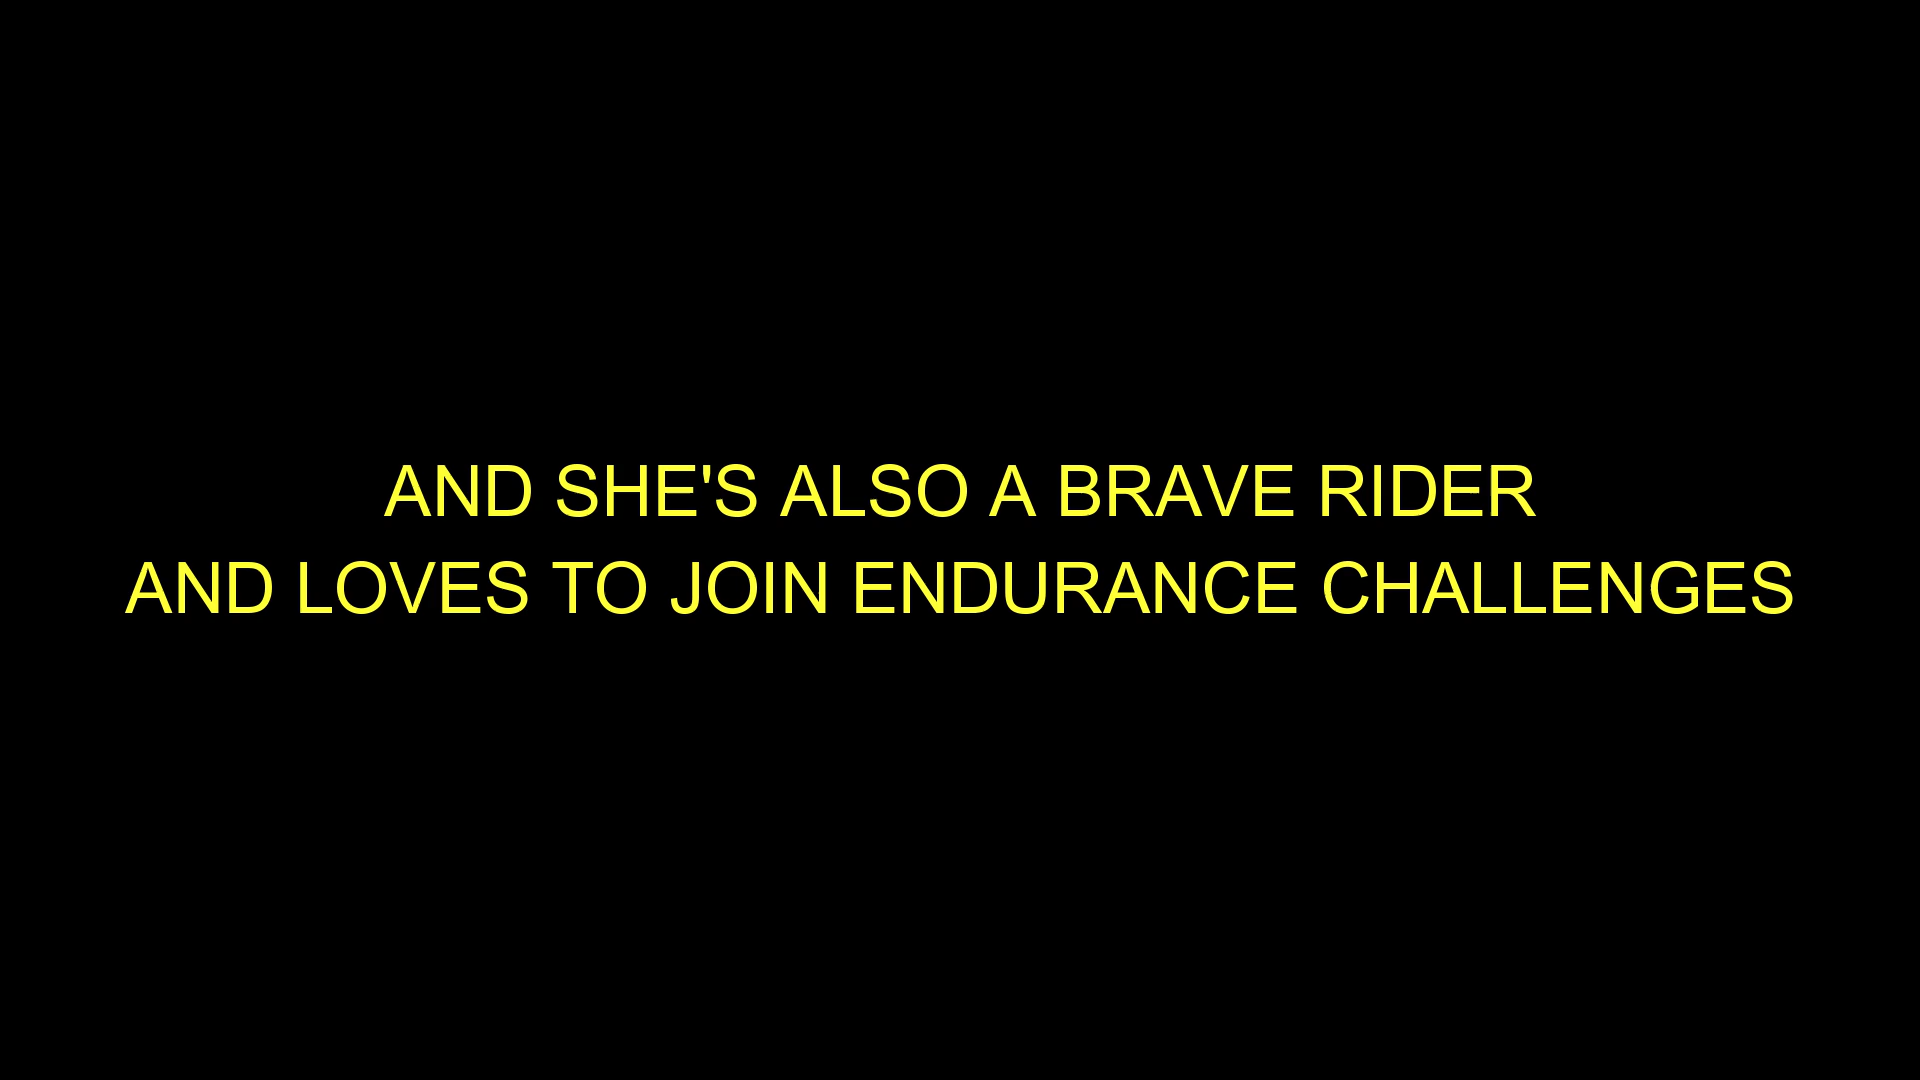 AND SHE'S ALSO A BRAVE RIDER
AND LOVES TO JOIN ENDURANCE CHALLENGES